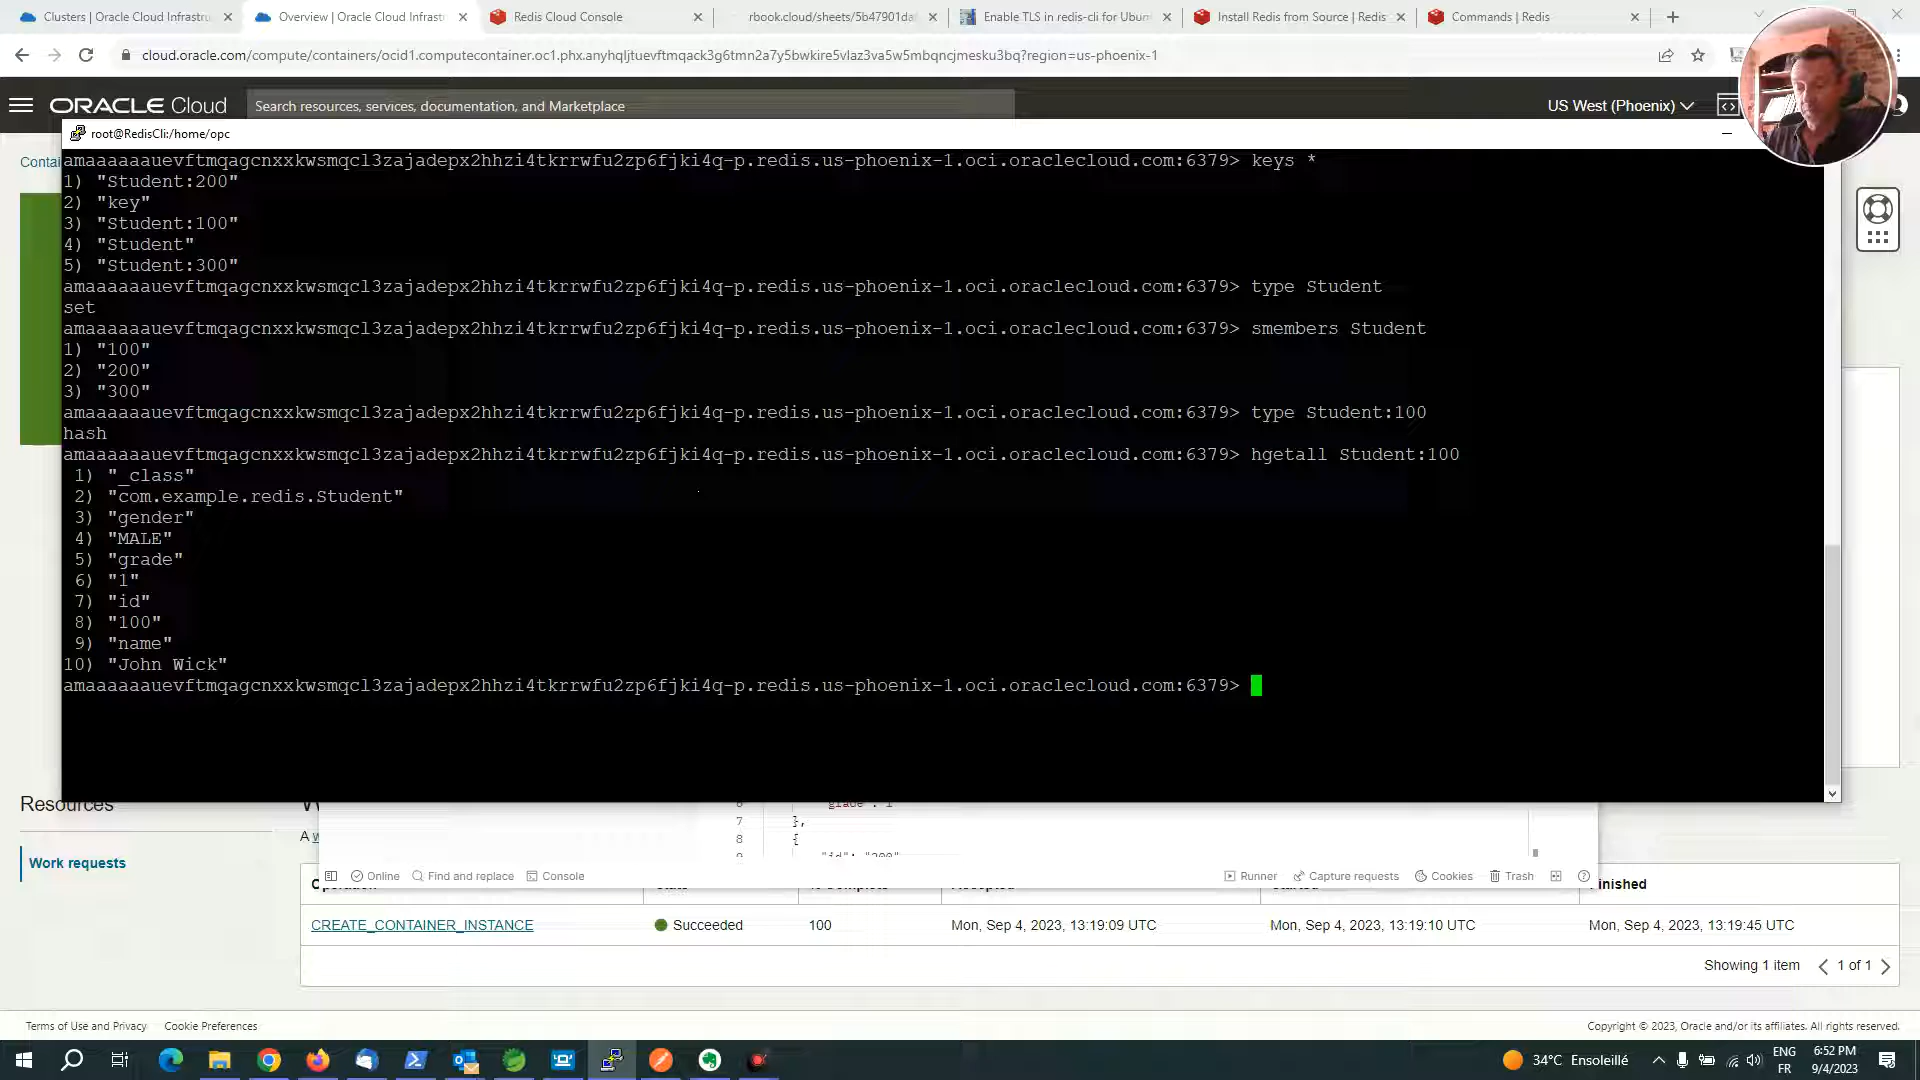 Clusters | Oracle Cloud Infrastru
Overview | Oracle Cloud Infrast
Redis Cloud Console
rbook.cloud/sheets/5b47901da
Enable TLS in redis-cli for Ubun
Install Redis from Source | Redis
Commands | Redis
cloud.oracle.com/compute/containers/ocid1.computecontainer.oc1.phx.anyhqljtuevftmqack3g6tmn2a7y5bwkire5vlaz3va5w5mbqncjmesku3bq?region=us-phoenix-1
ORACLE Cloud
Search resources, services, documentation, and Marketplace
US West (Phoenix)
root@RedisCli:/home/opc
Contai
amaaaaaauevftmqagcnxxkwsmqcl3zajadepx2hhzi4tkrrwfu2zp6fjki4q-p.redis.us-phoenix-1.oci.oraclecloud.com:6379> keys *
1) "Student:200"
2) "key"
3) "Student:100"
4) "Student"
5) "Student:300"
amaaaaaauevftmqagcnxxkwsmqcl3zajadepx2hhzi4tkrrwfu2zp6fjki4q-p.redis.us-phoenix-1.oci.oraclecloud.com:6379> type Student
set
amaaaaaauevftmqagcnxxkwsmqcl3zajadepx2hhzi4tkrrwfu2zp6fjki4q-p.redis.us-phoenix-1.oci.oraclecloud.com:6379> smembers Student
1) "100"
2) "200"
3) "300"
amaaaaaauevftmqagcnxxkwsmqcl3zajadepx2hhzi4tkrrwfu2zp6fjki4q-p.redis.us-phoenix-1.oci.oraclecloud.com:6379> type Student:100
hash
amaaaaaauevftmqagcnxxkwsmqcl3zajadepx2hhzi4tkrrwfu2zp6fjki4q-p.redis.us-phoenix-1.oci.oraclecloud.com:6379> hgetall Student:100
1) "_class"
2) "com.example.redis.Student"
3) "gender"
4) "MALE"
5) "grade"
6) "1"
7) "id"
8) "100"
9) "name"
10) "John Wick"
amaaaaaauevftmqagcnxxkwsmqcl3zajadepx2hhzi4tkrrwfu2zp6fjki4q-p.redis.us-phoenix-1.oci.oraclecloud.com:6379>
Resources
7 },
8 {
A w
Work requests
Online
Find and replace
Console
Runner
Capture requests
Cookies
Trash
inished
CREATE_CONTAINER_INSTANCE Succeeded 100 Mon, Sep 4, 2023, 13:19:09 UTC Mon, Sep 4, 2023, 13:19:10 UTC Mon, Sep 4, 2023, 13:19:45 UTC
Showing 1 item 1 of 1
Terms of Use and Privacy Cookie Preferences
Copyright © 2023, Oracle and/or its affiliates. All rights reserved.
34°C Ensoleillé
ENG
FR
6:52 PM
9/4/2023